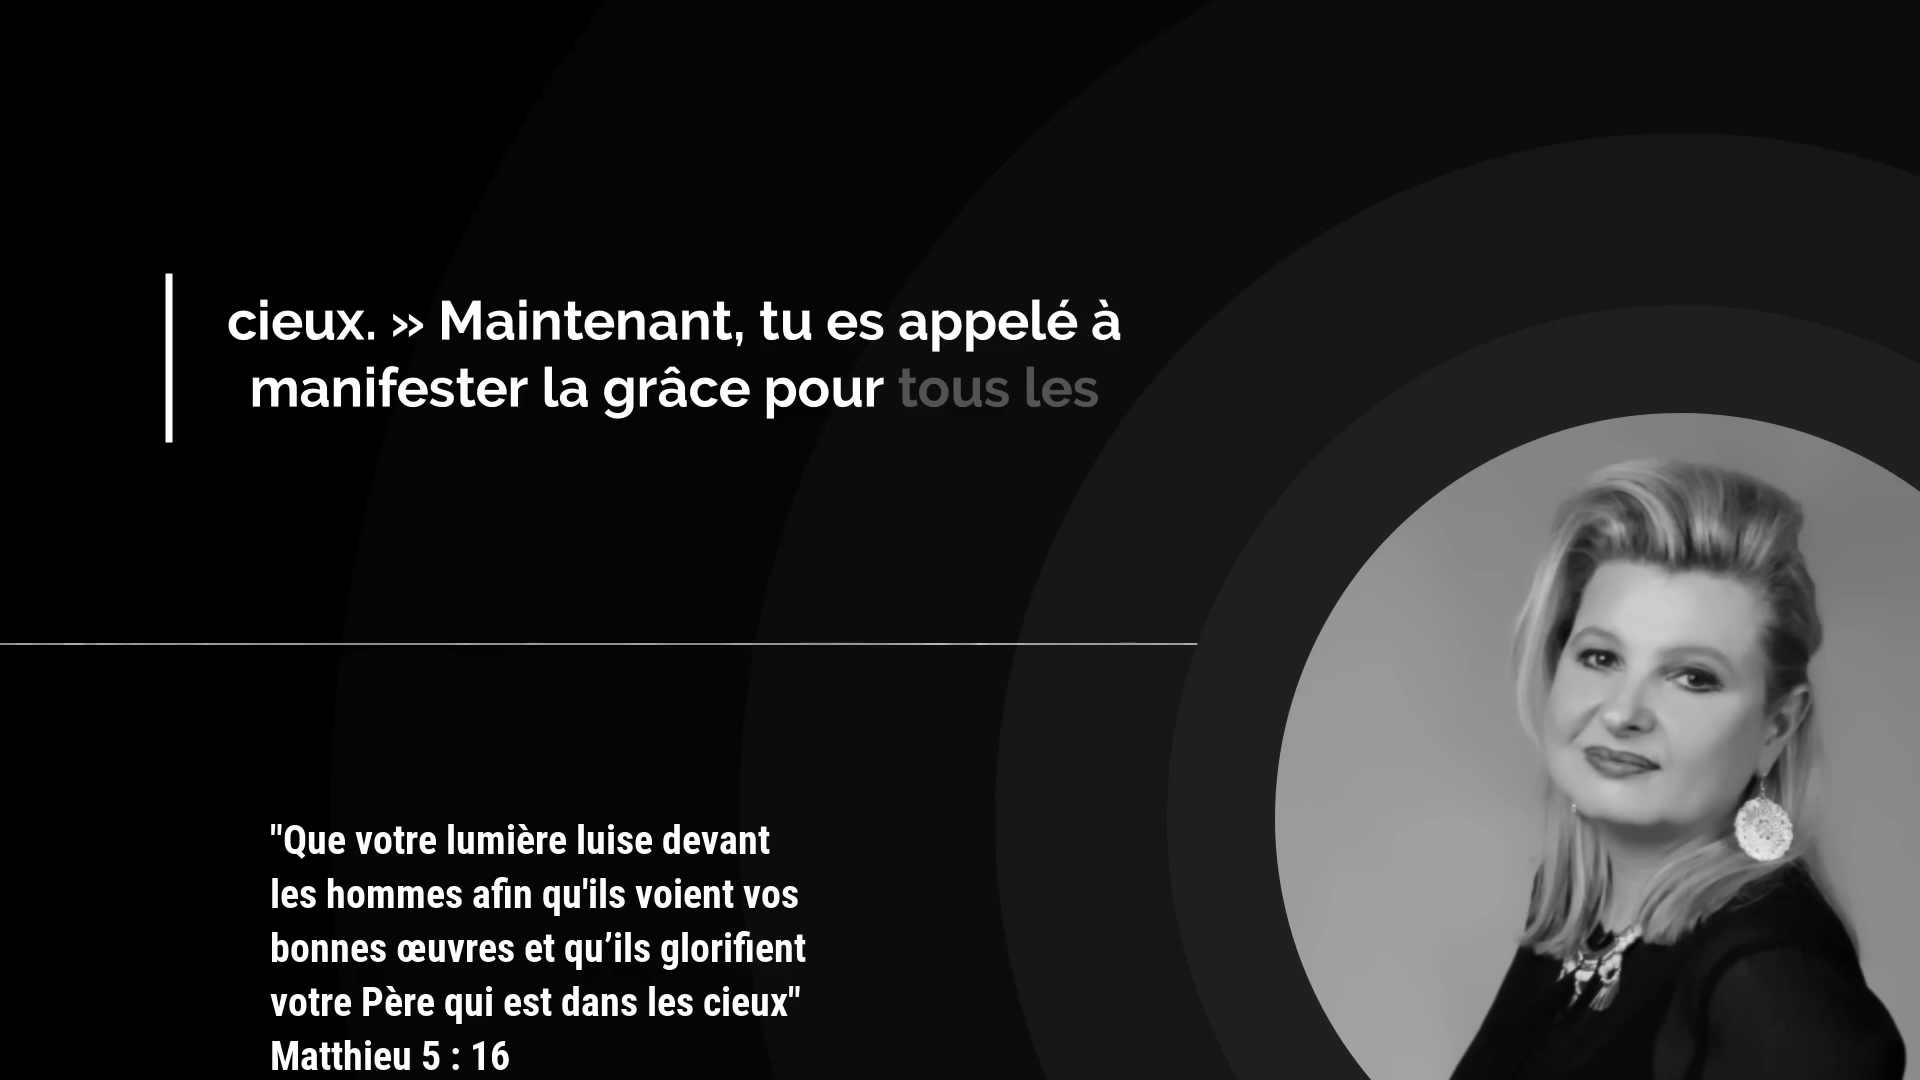 cieux. » Maintenant, tu es appelé à
manifester la grâce pour tous les
"Que votre lumière luise devant
les hommes afin qu'ils voient vos
bonnes œuvres et qu’ils glorifient
votre Père qui est dans les cieux"
Matthieu 5 : 16